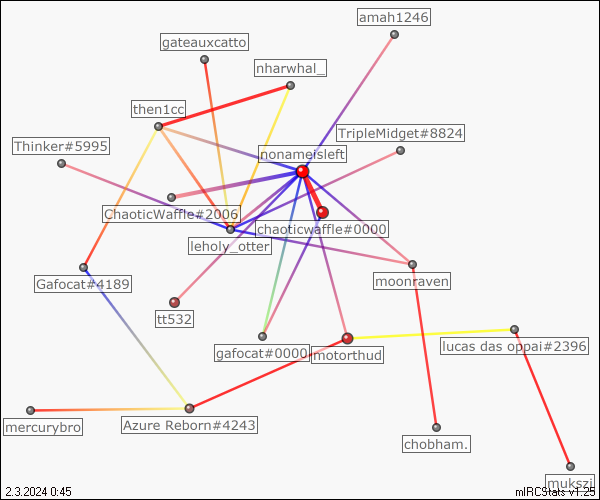 amah1246
gateauxcatto
nharwhal_
then1cc
TripleMidget#8824
Thinker#5995
nonameisleft
ChaoticWaffle#2006
chaoticwaffle#0000
leholy_otter
Gafocat#4189
moonraven
tt532
gafocat#0000
motorthud
lucas das oppai#2396
mercurybro
Azure Reborn#4243
chobham.
mukszi
2.3.2024 0:45
mIRCStats v1.25